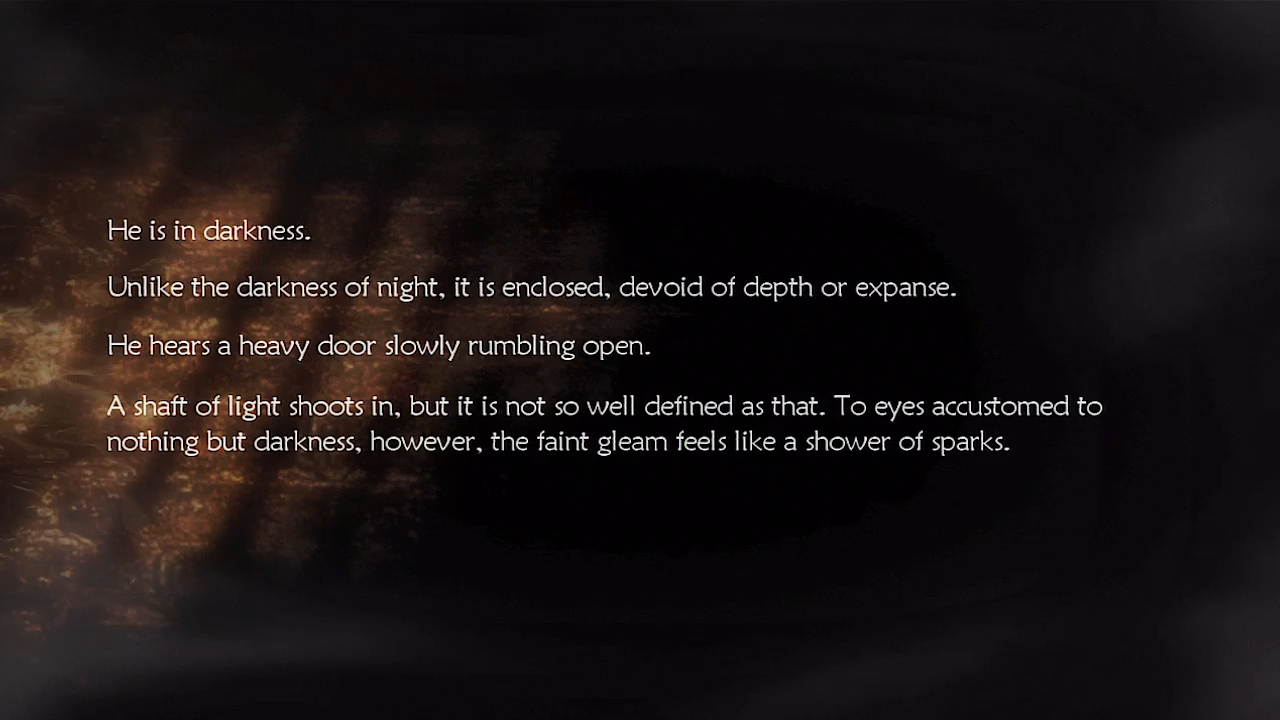 He is in darkness.
Unlike the darkness of night, it is enclosed, devoid of depth or expanse.
He hears a heavy door slowly rumbling open.
A shaft of light shoots in, but it is not so well defined as that. To eyes accustomed to
nothing but darkness, however, the faint gleam feels like a shower of sparks.